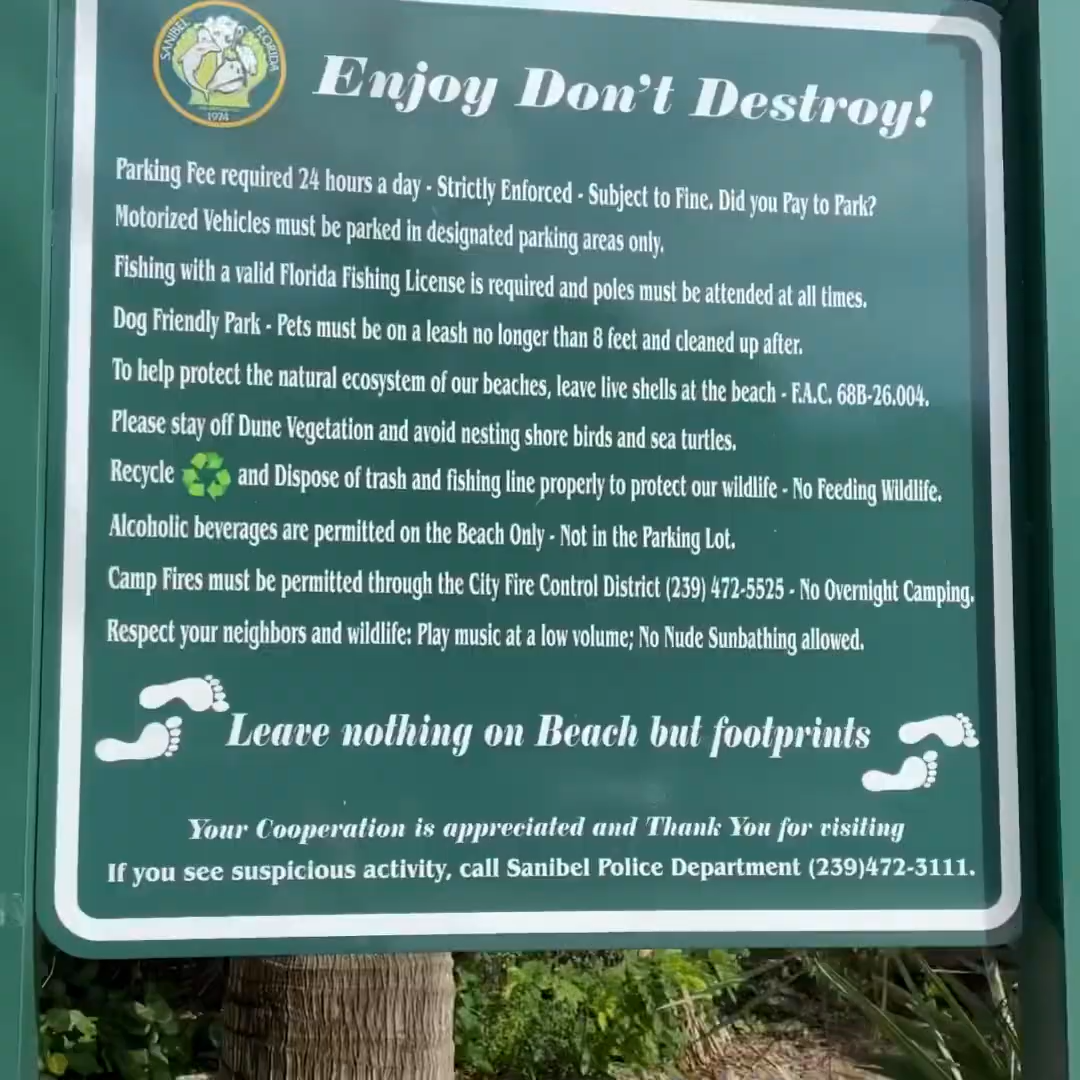 SANIBEL FLORIDA
1974
Enjoy Don't Destroy!
Parking Fee required 24 hours a day - Strictly Enforced - Subject to Fine. Did you Pay to Park?
Motorized Vehicles must be parked in designated parking areas only.
Fishing with a valid Florida Fishing License is required and poles must be attended at all times.
Dog Friendly Park - Pets must be on a leash no longer than 8 feet and cleaned up after.
To help protect the natural ecosystem of our beaches, leave live shells at the beach - F.A.C. 68B-26.004.
Please stay off Dune Vegetation and avoid nesting shore birds and sea turtles.
Recycle and Dispose of trash and fishing line properly to protect our wildlife - No Feeding Wildlife.
Alcoholic beverages are permitted on the Beach Only - Not in the Parking Lot.
Camp Fires must be permitted through the City Fire Control District (239) 472-5525 - No Overnight Camping.
Respect your neighbors and wildlife: Play music at a low volume; No Nude Sunbathing allowed.
Leave nothing on Beach but footprints
Your Cooperation is appreciated and Thank You for visiting
If you see suspicious activity, call Sanibel Police Department (239)472-3111.